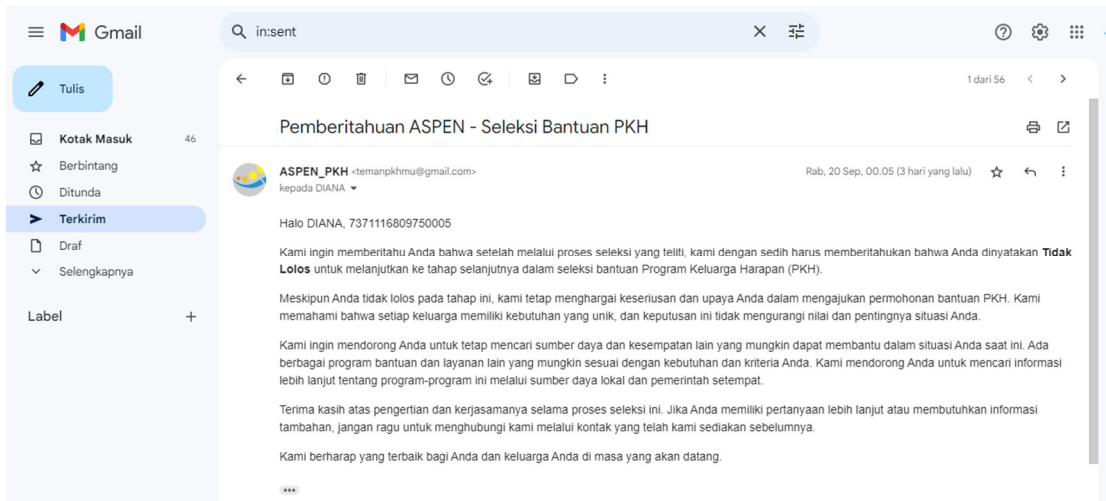 Gmail
in:sent
Tulis
1 dari 56
Kotak Masuk 46
Berbintang
Ditunda
Terkirim
Draf
Selengkapnya
Label
Pemberitahuan ASPEN - Seleksi Bantuan PKH
ASPEN_PKH <temanpkhmu@gmail.com>
Rab, 20 Sep, 00.05 (3 hari yang lalu)
kepada DIANA
Halo DIANA, 7371116809750005
Kami ingin memberitahu Anda bahwa setelah melalui proses seleksi yang teliti, kami dengan sedih harus memberitahukan bahwa Anda dinyatakan Tidak
Lolos untuk melanjutkan ke tahap selanjutnya dalam seleksi bantuan Program Keluarga Harapan (PKH).
Meskipun Anda tidak lolos pada tahap ini, kami tetap menghargai keseriusan dan upaya Anda dalam mengajukan permohonan bantuan PKH. Kami
memahami bahwa setiap keluarga memiliki kebutuhan yang unik, dan keputusan ini tidak mengurangi nilai dan pentingnya situasi Anda.
Kami ingin mendorong Anda untuk tetap mencari sumber daya dan kesempatan lain yang mungkin dapat membantu dalam situasi Anda saat ini. Ada
berbagai program bantuan dan layanan lain yang mungkin sesuai dengan kebutuhan dan kriteria Anda. Kami mendorong Anda untuk mencari informasi
lebih lanjut tentang program-program ini melalui sumber daya lokal dan pemerintah setempat.
Terima kasih atas pengertian dan kerjasamanya selama proses seleksi ini. Jika Anda memiliki pertanyaan lebih lanjut atau membutuhkan informasi
tambahan, jangan ragu untuk menghubungi kami melalui kontak yang telah kami sediakan sebelumnya.
Kami berharap yang terbaik bagi Anda dan keluarga Anda di masa yang akan datang.